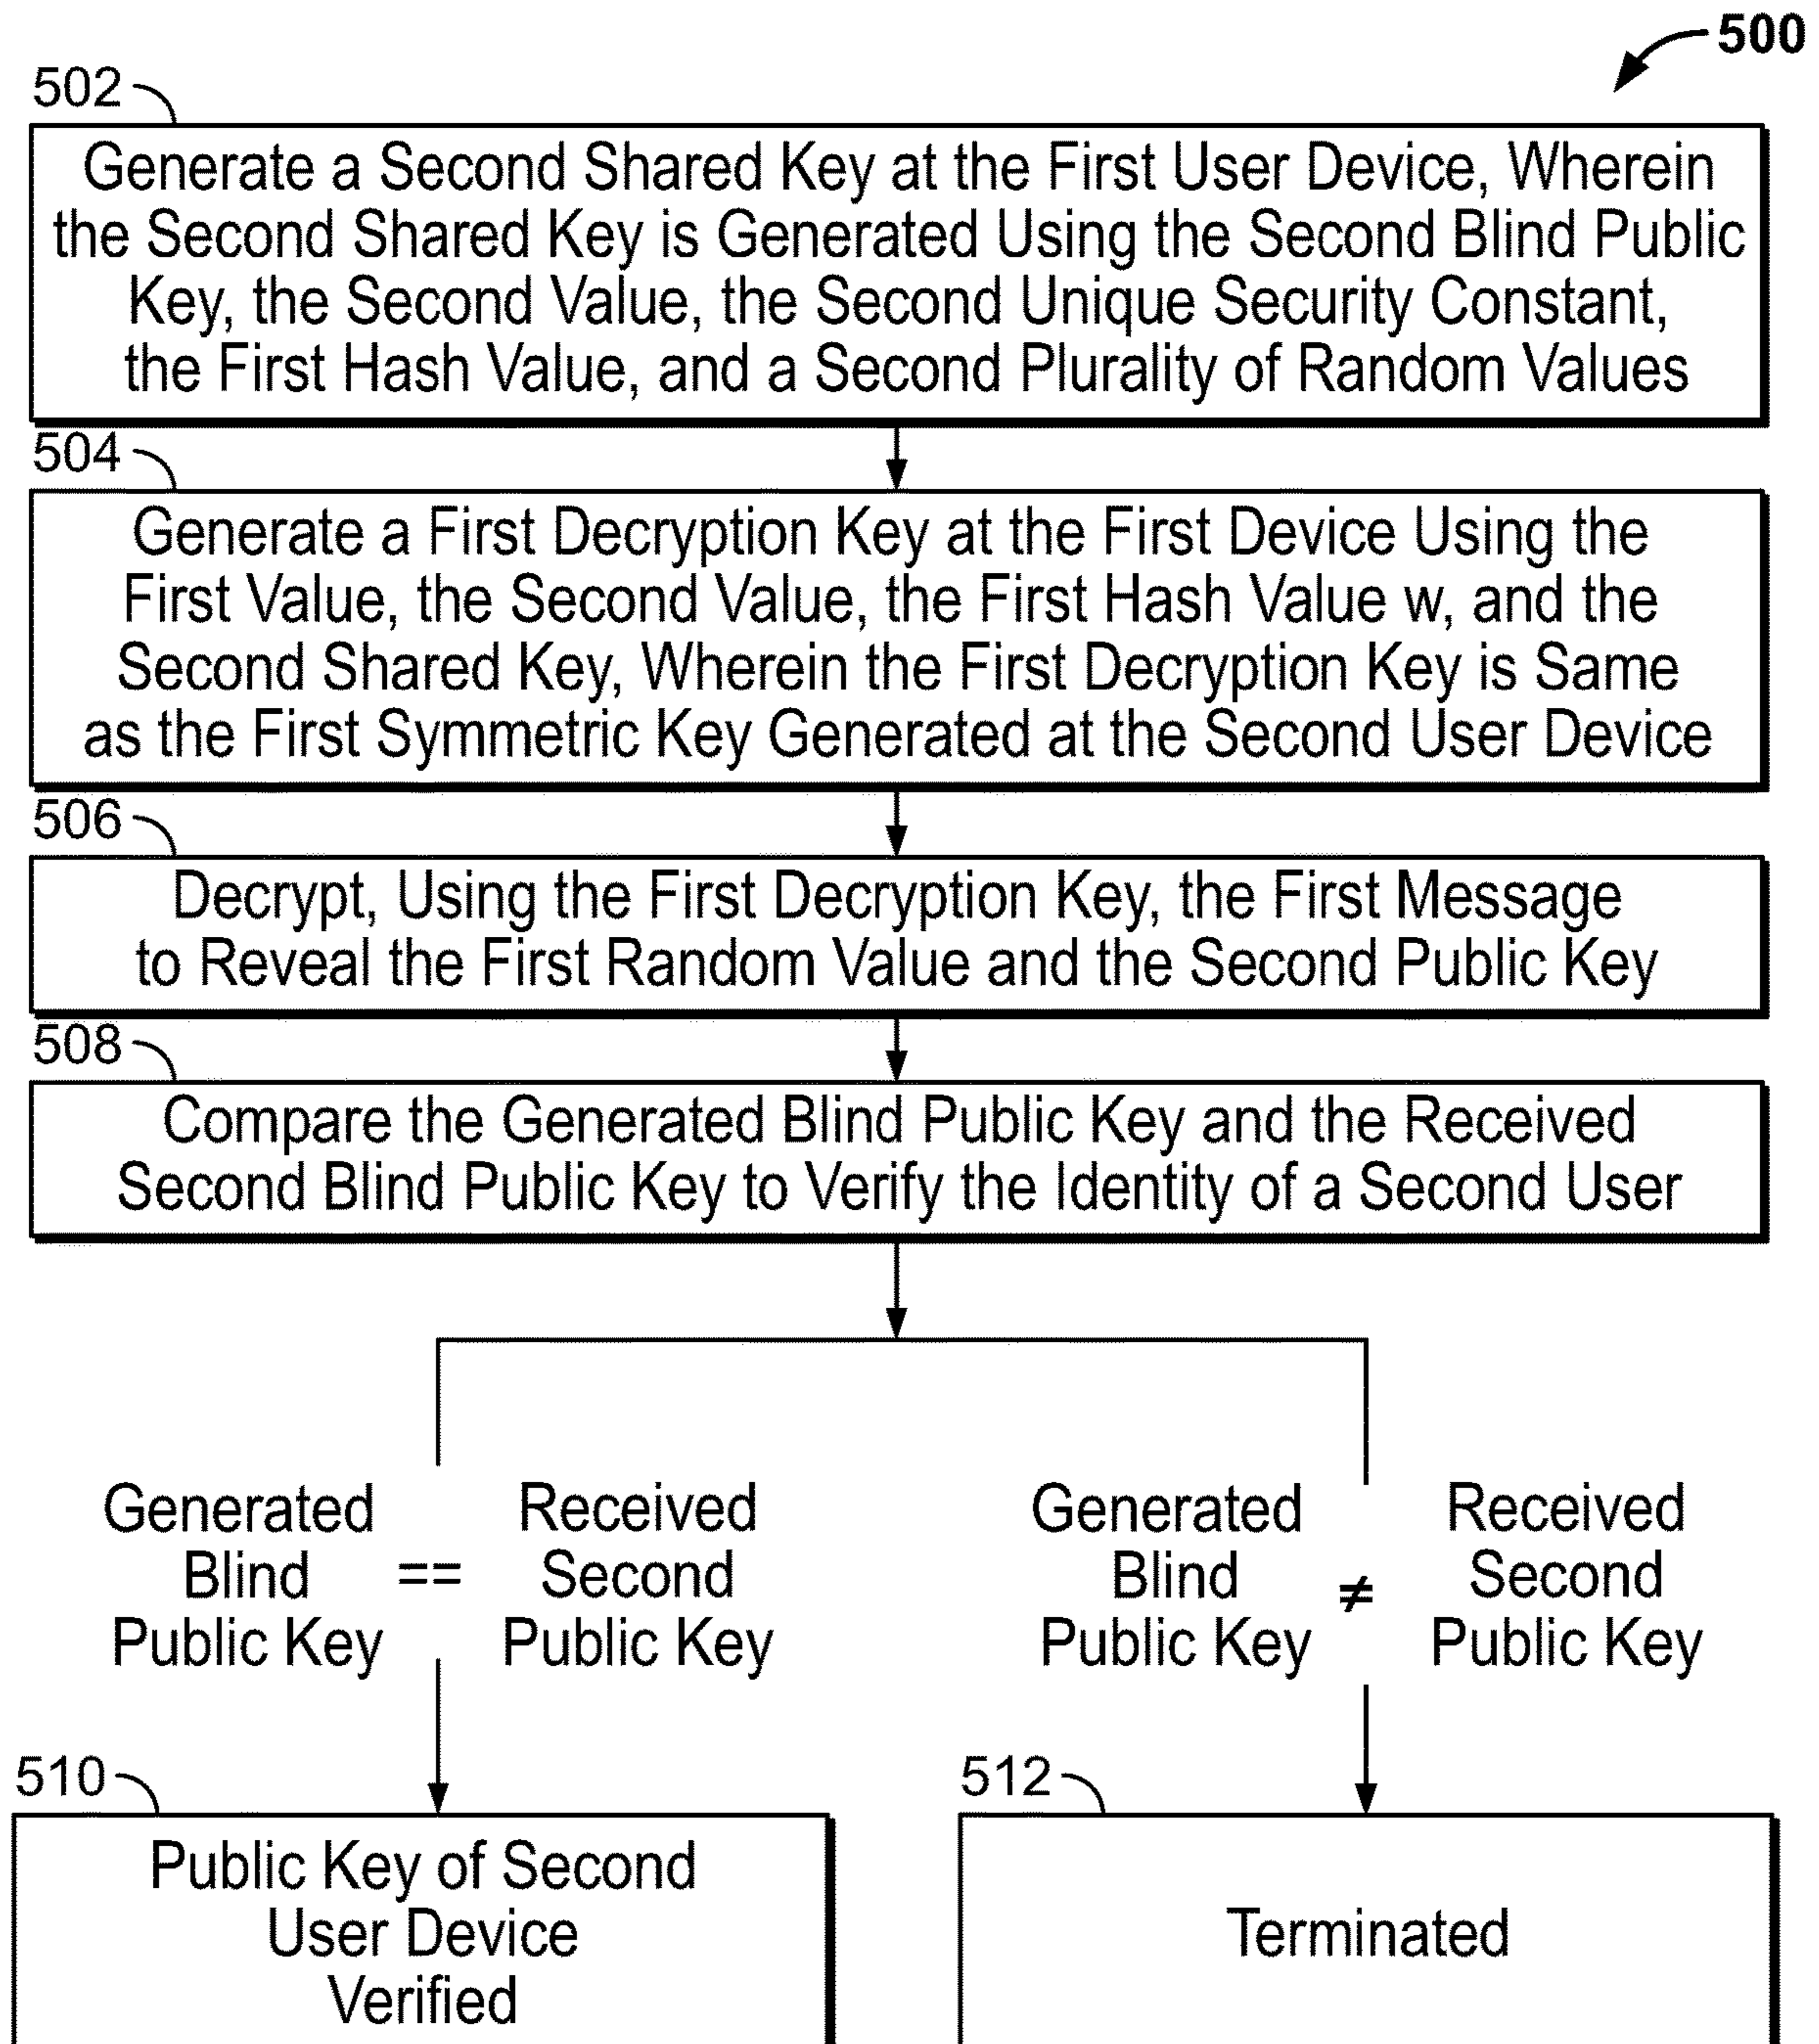 500
502
Generate a Second Shared Key at the First User Device, Wherein
the Second Shared Key is Generated Using the Second Blind Public
Key, the Second Value, the Second Unique Security Constant,
the First Hash Value, and a Second Plurality of Random Values
504
Generate a First Decryption Key at the First Device Using the
First Value, the Second Value, the First Hash Value w, and the
Second Shared Key, Wherein the First Decryption Key is Same
as the First Symmetric Key Generated at the Second User Device
506
Decrypt, Using the First Decryption Key, the First Message
to Reveal the First Random Value and the Second Public Key
508
Compare the Generated Blind Public Key and the Received
Second Blind Public Key to Verify the Identity of a Second User
Generated
Blind
Public Key
==
Received
Second
Public Key
Generated
Blind
Public Key
≠
Received
Second
Public Key
510
Public Key of Second
User Device
Verified
512
Terminated